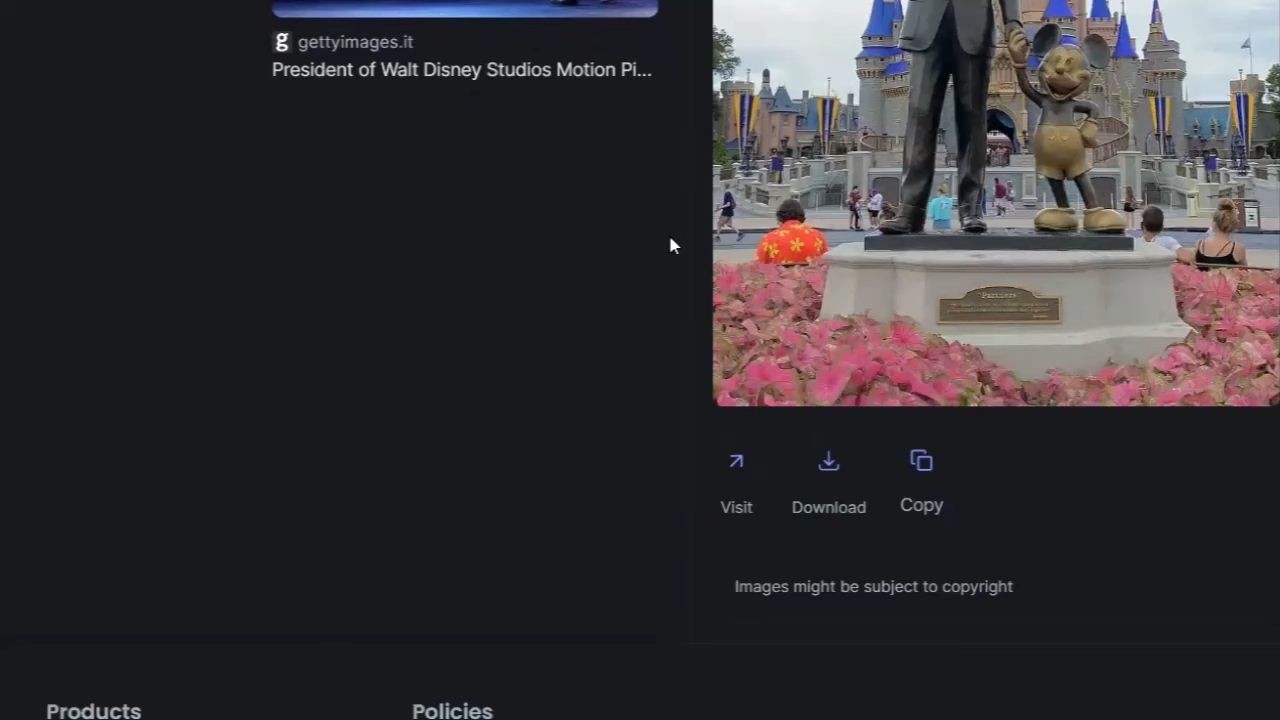 gettyimages.it
President of Walt Disney Studios Motion Pi...
"Partners"
Visit
Download
Copy
Images might be subject to copyright
Products
Policies